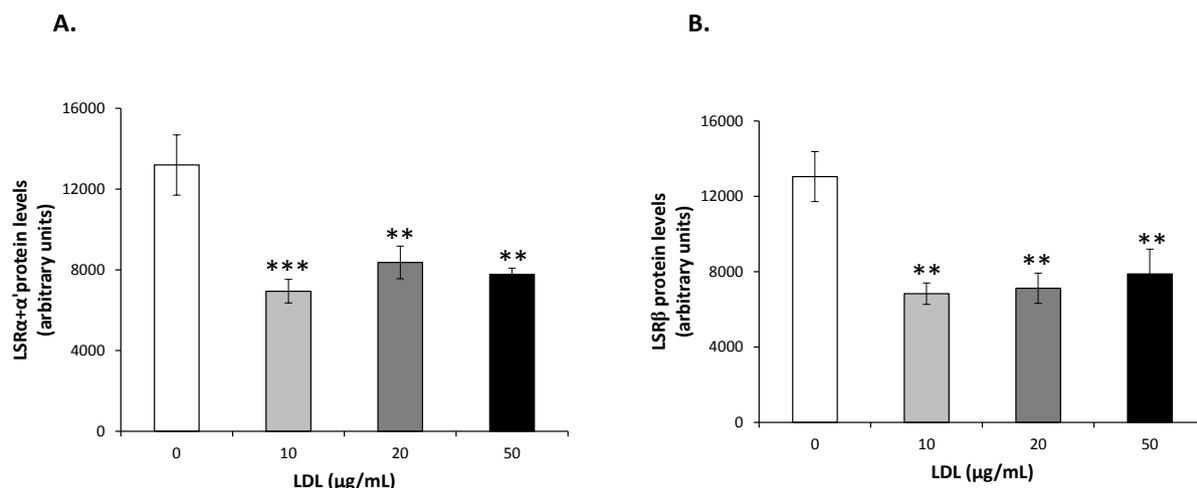 A.
16000
12000
8000
4000
0
LSRα+α'protein levels
(arbitrary units)
***
**
**
0 10 20 50
LDL (µg/mL)
B.
16000
12000
8000
4000
0
LSRβ protein levels
(arbitrary units)
**
**
**
0 10 20 50
LDL (µg/mL)